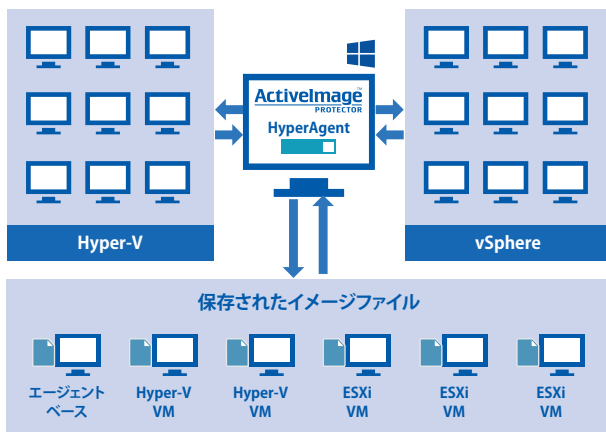 ActiveImage™
PROTECTOR
HyperAgent
Hyper-V
vSphere
保存されたイメージファイル
エージェント
ベース
Hyper-V
VM
Hyper-V
VM
ESXi
VM
ESXi
VM
ESXi
VM